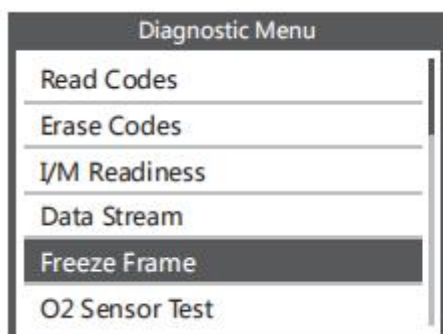 Diagnostic Menu
Read Codes
Erase Codes
I/M Readiness
Data Stream
Freeze Frame
O2 Sensor Test